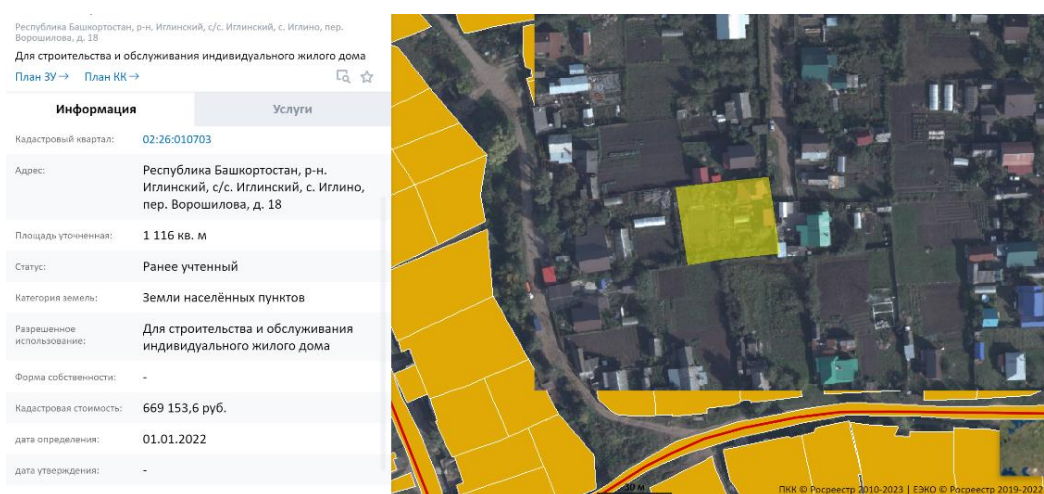 Республика Башкортостан, р-н. Иглинский, с/с. Иглинский, с. Иглино, пер.
Ворошилова, д. 18
Для строительства и обслуживания индивидуального жилого дома
План ЗУ → План КК →
Информация Услуги
Кадастровый квартал: 02:26:010703
Адрес: Республика Башкортостан, р-н.
Иглинский, с/с. Иглинский, с. Иглино,
пер. Ворошилова, д. 18
Площадь уточненная: 1 116 кв. м
Статус: Ранее учтенный
Категория земель: Земли населённых пунктов
Разрешенное
использование:
Для строительства и обслуживания
индивидуального жилого дома
Форма собственности: -
Кадастровая стоимость: 669 153,6 руб.
дата определения: 01.01.2022
дата утверждения: -
30 м
ПКК © Росреестр 2010-2023 | ЕЭКО © Росреестр 2019-2022